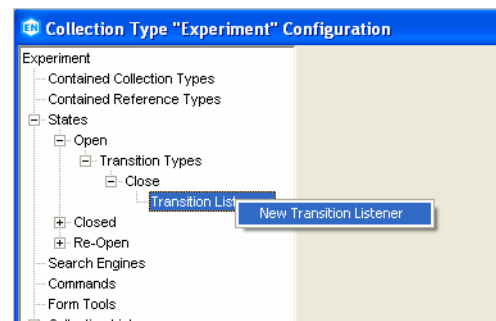 Collection Type "Experiment" Configuration
Experiment
Contained Collection Types
Contained Reference Types
States
Open
Transition Types
Close
Transition List
New Transition Listener
Closed
Re-Open
Search Engines
Commands
Form Tools